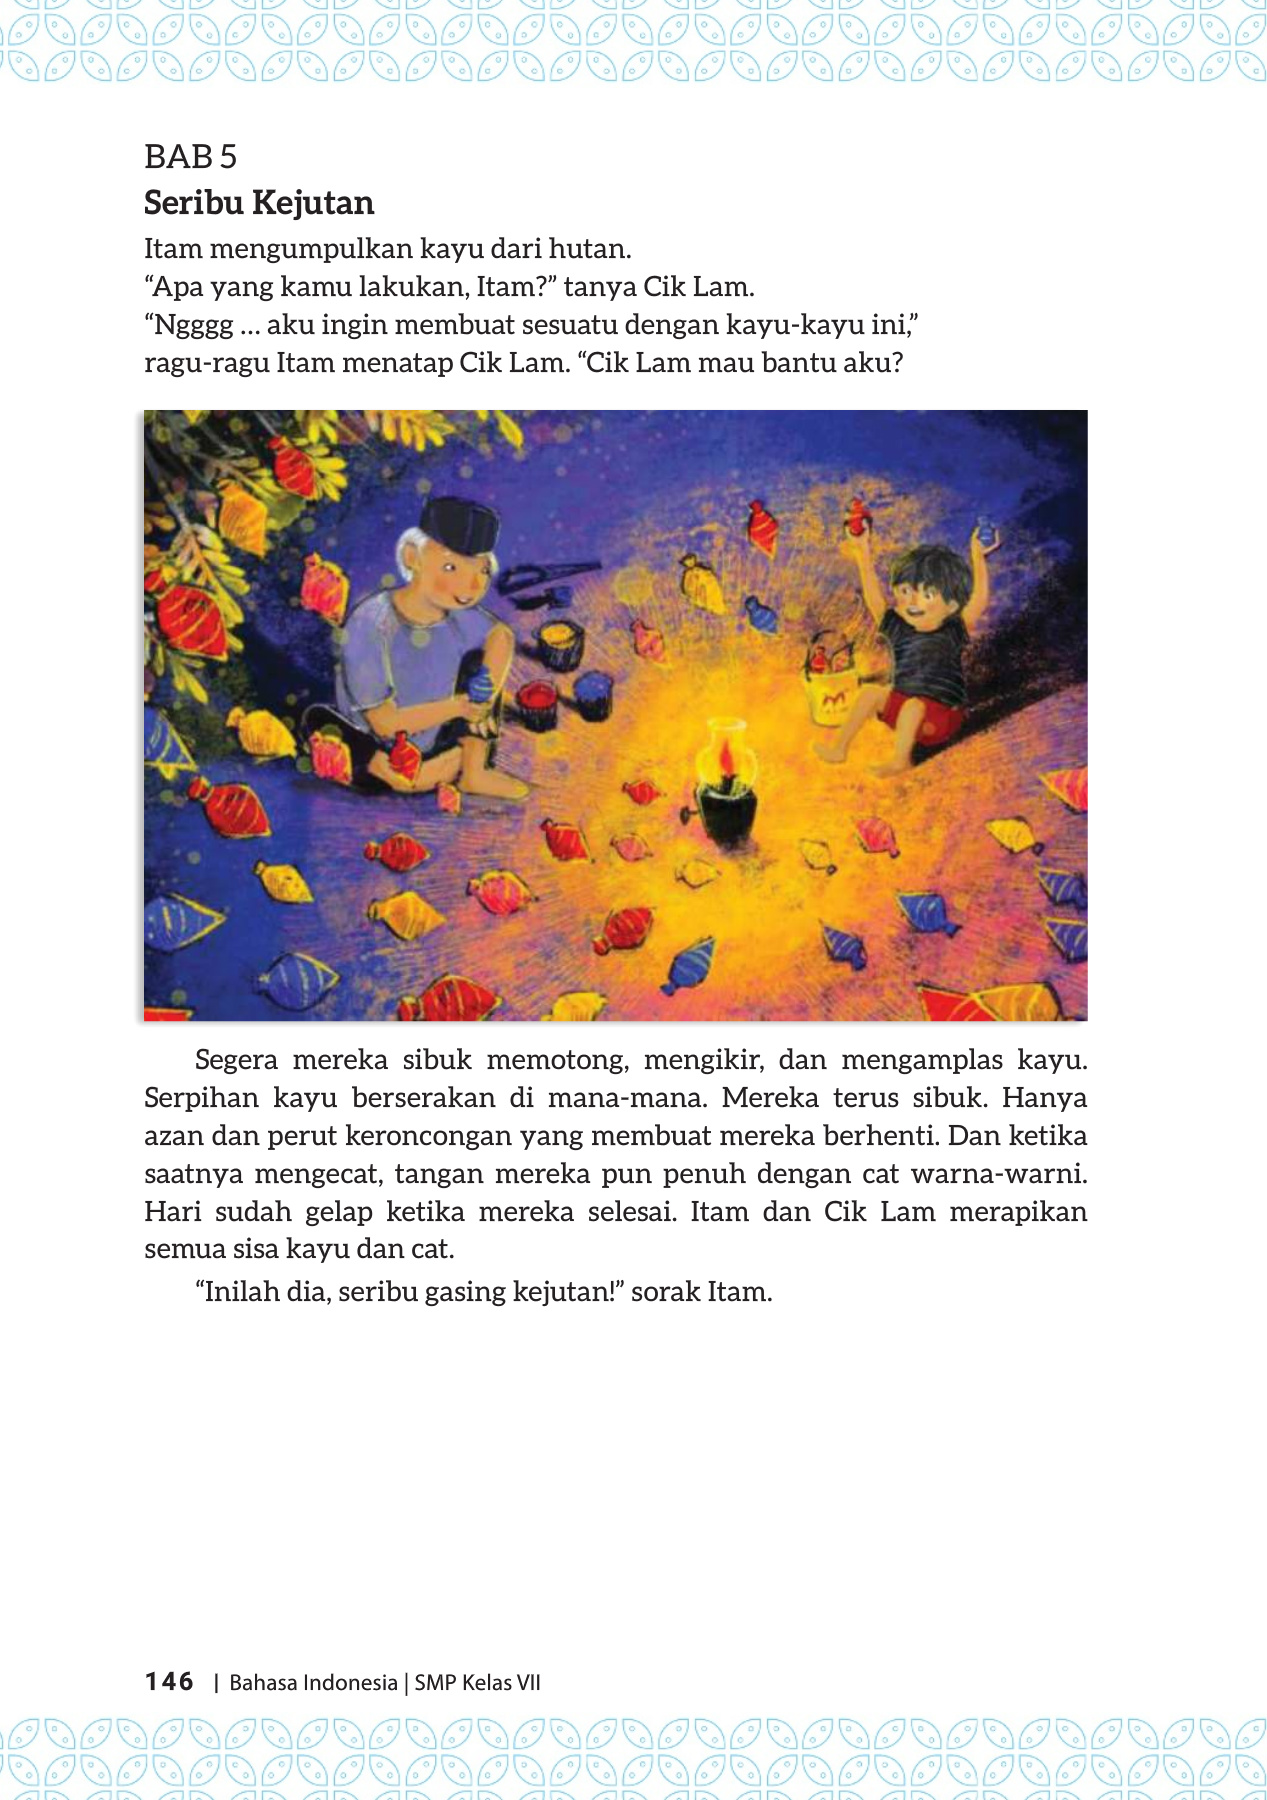 BAB 5
Seribu Kejutan
Itam mengumpulkan kayu dari hutan.
“Apa yang kamu lakukan, Itam?” tanya Cik Lam.
“Ngggg ... aku ingin membuat sesuatu dengan kayu-kayu ini,”
ragu-ragu Itam menatap Cik Lam. “Cik Lam mau bantu aku?
Segera mereka sibuk memotong, mengikir, dan mengamplas kayu.
Serpihan kayu berserakan di mana-mana. Mereka terus sibuk. Hanya
azan dan perut keroncongan yang membuat mereka berhenti. Dan ketika
saatnya mengecat, tangan mereka pun penuh dengan cat warna-warni.
Hari sudah gelap ketika mereka selesai. Itam dan Cik Lam merapikan
semua sisa kayu dan cat.
“Inilah dia, seribu gasing kejutan!” sorak Itam.
146 | Bahasa Indonesia | SMP Kelas VII